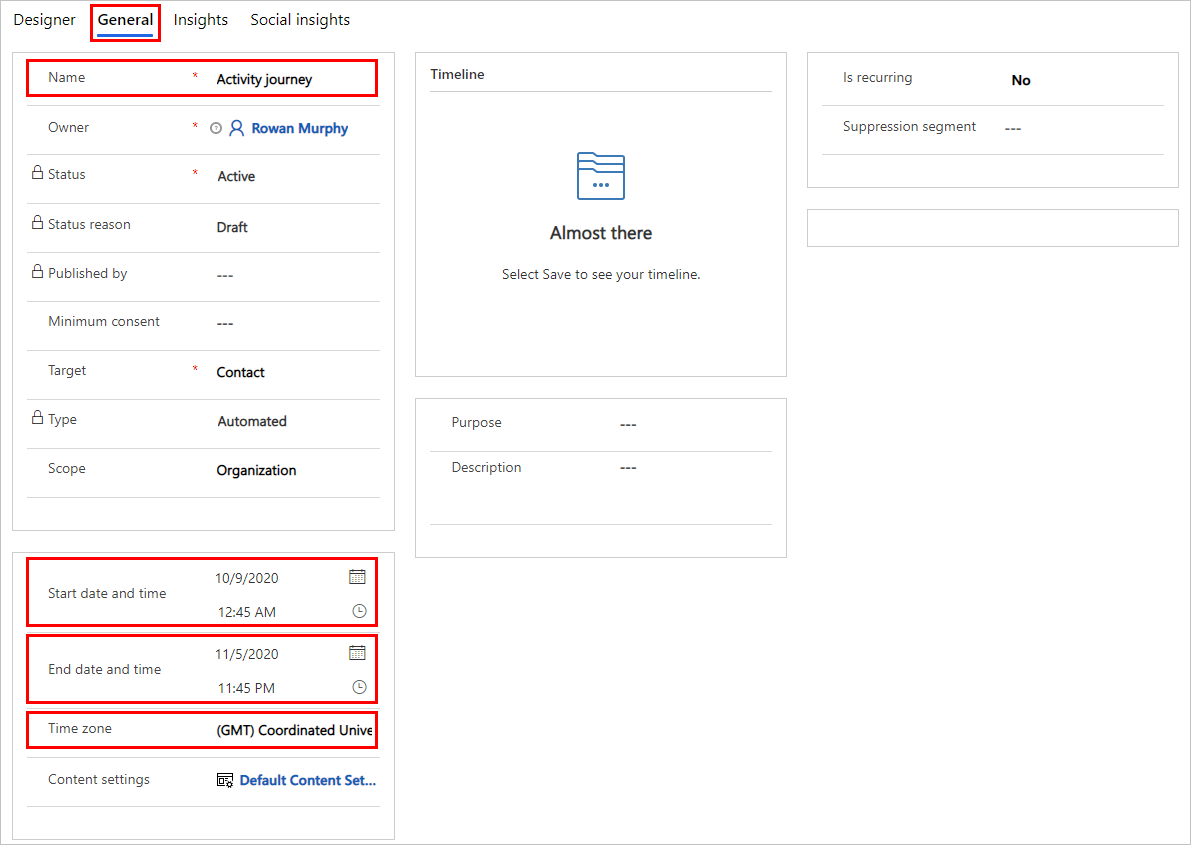 Designer General Insights Social insights
Name * Activity journey
Owner * Rowan Murphy
Status * Active
Status reason Draft
Published by ---
Minimum consent ---
Target * Contact
Type Automated
Scope Organization
Start date and time 10/9/2020
12:45 AM
End date and time 11/5/2020
11:45 PM
Time zone (GMT) Coordinated Unive
Content settings Default Content Set...
Timeline
Almost there
Select Save to see your timeline.
Purpose ---
Description ---
Is recurring No
Suppression segment ---